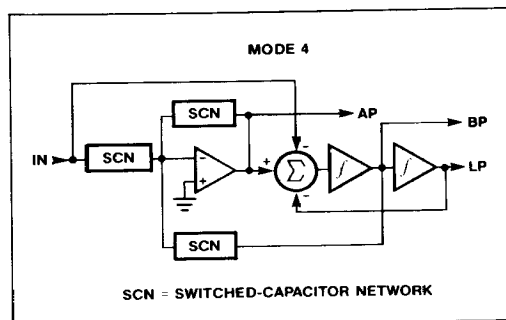 MODE 4
SCN
AP
BP
IN
SCN
- 
+
-
+
Σ
-
∫
∫
LP
SCN
SCN = SWITCHED-CAPACITOR NETWORK